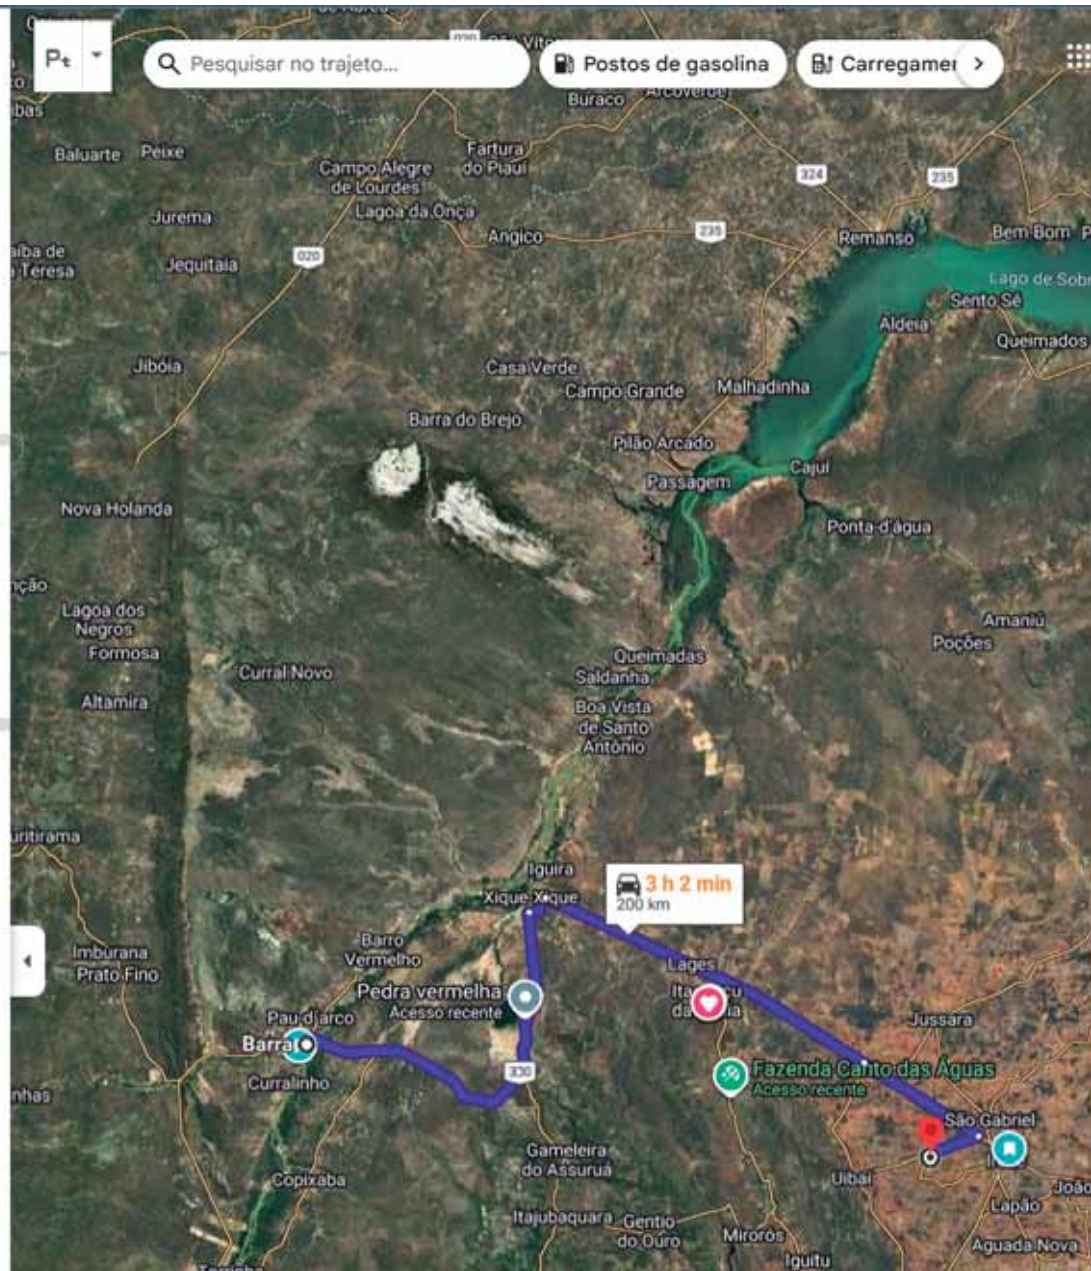 Pt
Pesquisar no trajeto...
Postos de gasolina
Buraco
Baluarte
Peixe
Fartura
do Piauí
Campo Alegre
de Lourdes
324
235
Jurema
Lagoa da Onça
Angico
235
Remanso
Bem Bom
Jequitaia
020
Teresa
Sento Sé
Aldeia
Queimados
Jibóia
Casa Verde
Campo Grande
Malhadinha
Barra do Brejo
Pilão Arcado
Cajuí
Passagem
Nova Holanda
Ponta d'água
Lagoa dos
Negros
Amaniú
Formosa
Poções
Queimadas
Curral Novo
Saldanha
Altamira
Boa Vista
de Santo
Antônio
Iguira
3 h 2 min
200 km
Xique Xique
Barro
Vermelho
Imburana
Prato Fino
Lages
Pedra vermelha
Acesso recente
Pau d'arco
Jussara
Barra
Curralinho
330
Fazenda Canto das Águas
Acesso recente
São Gabriel
Gameleira
do Assuruá
Copixaba
Uibaí
João
Lapão
Itajubaquara
Gentio
do Ouro
Mirorós
Aguada Nova
Iguitu